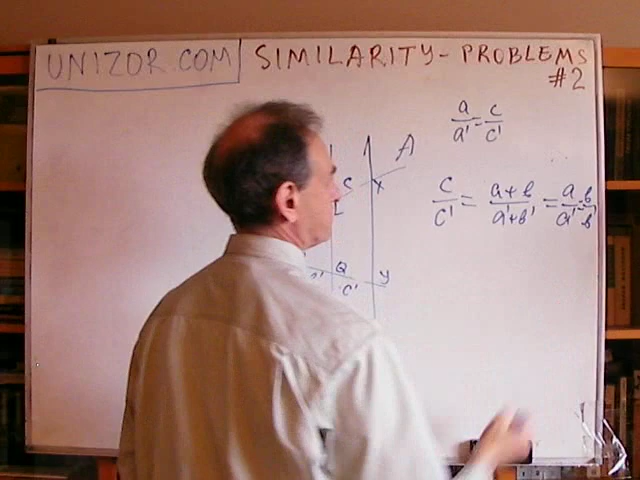 UNIZOR.COM SIMILARITY - PROBLEMS
#2
a/a' = c/c'
A
c x
c/c' = a+b/a'+b' = a/a' = b/b'
Q y
c'